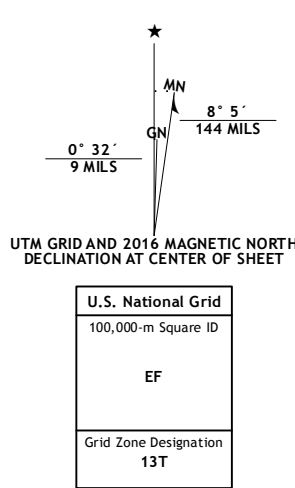 ★
MN
GN
8° 5´
144 MILS
0° 32´
9 MILS
UTM GRID AND 2016 MAGNETIC NORTH
DECLINATION AT CENTER OF SHEET
U.S. National Grid
100,000-m Square ID
EF
Grid Zone Designation
13T